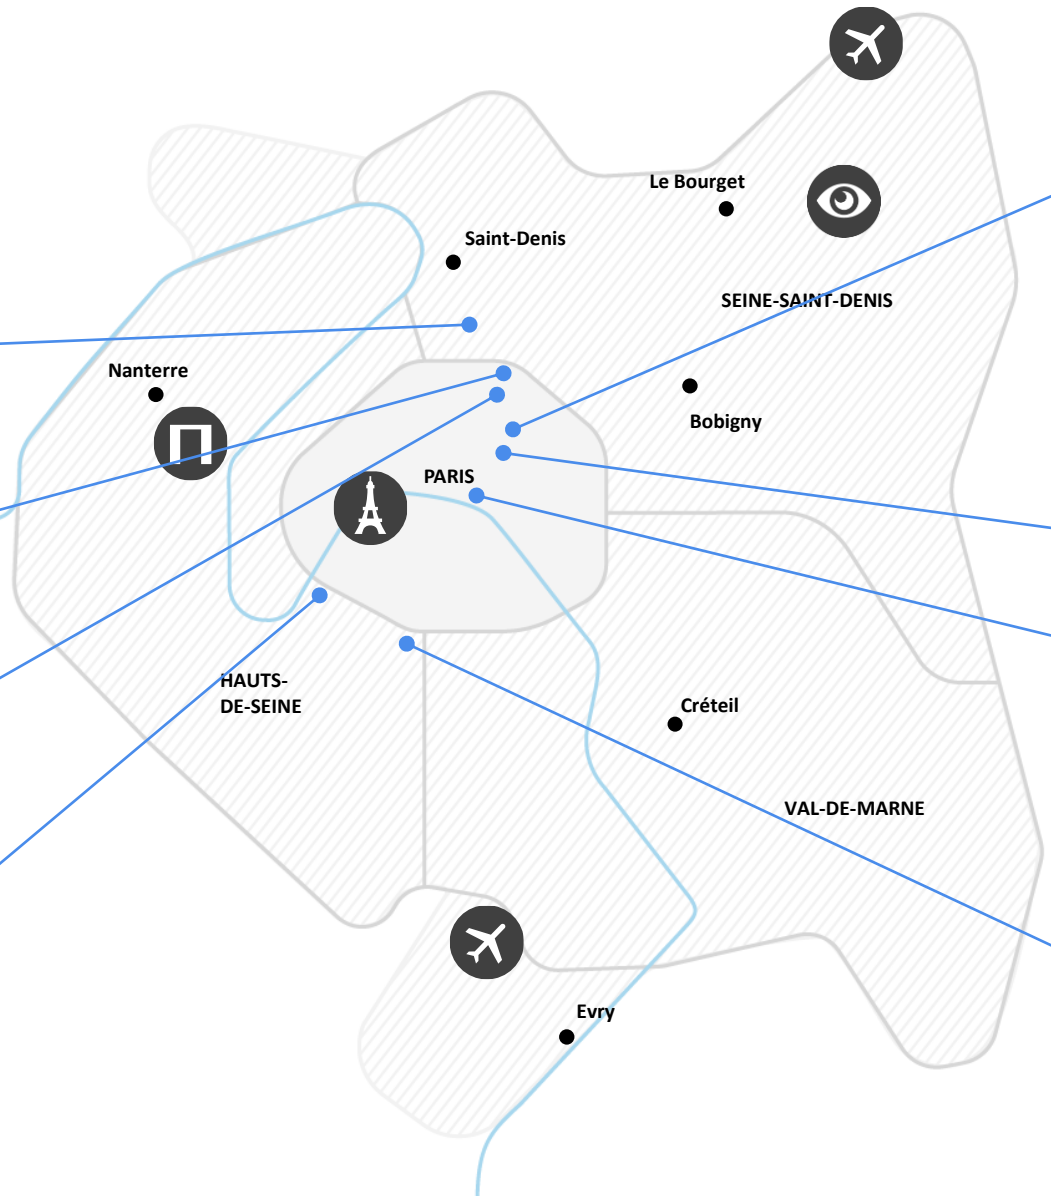 Le Bourget
Saint-Denis
SEINE-SAINT-DENIS
Nanterre
Bobigny
PARIS
HAUTS-
DE-SEINE
Créteil
VAL-DE-MARNE
Evry